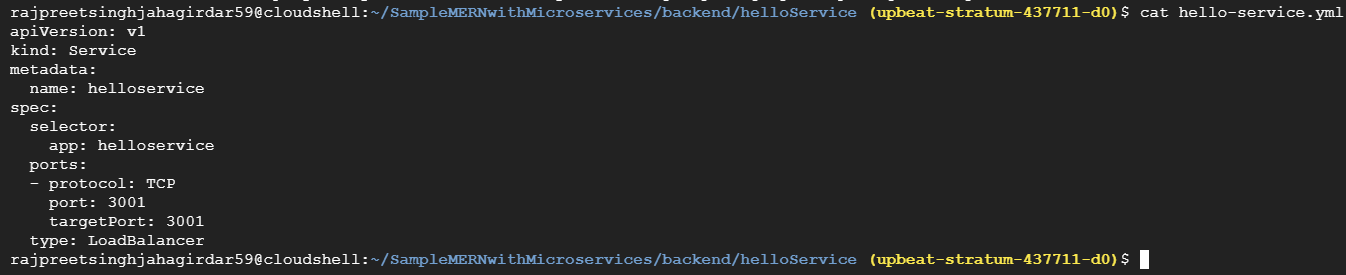 rajpreetsinghjahagirdar59@cloudshell:~/SampleMERNwithMicroservices/backend/helloService (upbeat-stratum-437711-d0)$ cat hello-service.yml
apiVersion: v1
kind: Service
metadata:
  name: helloservice
spec:
  selector:
    app: helloservice
  ports:
  - protocol: TCP
    port: 3001
    targetPort: 3001
  type: LoadBalancer
rajpreetsinghjahagirdar59@cloudshell:~/SampleMERNwithMicroservices/backend/helloService (upbeat-stratum-437711-d0)$